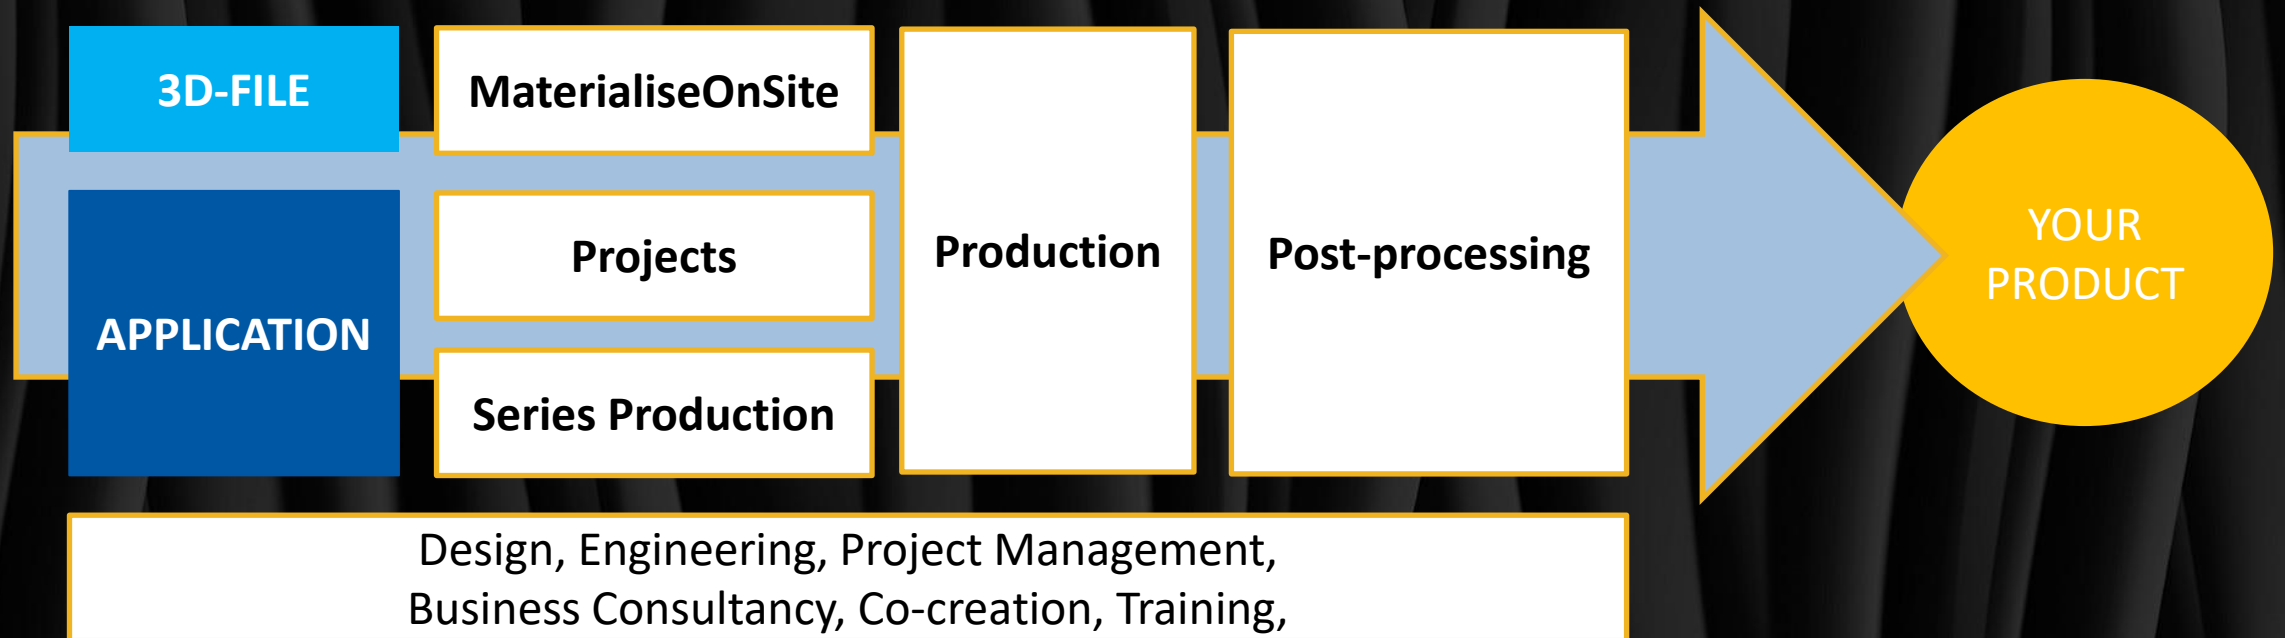 3D-FILE
MaterialiseOnSite
APPLICATION
Projects
Series Production
Production
Post-processing
YOUR
PRODUCT
Design, Engineering, Project Management,
Business Consultancy, Co-creation, Training,